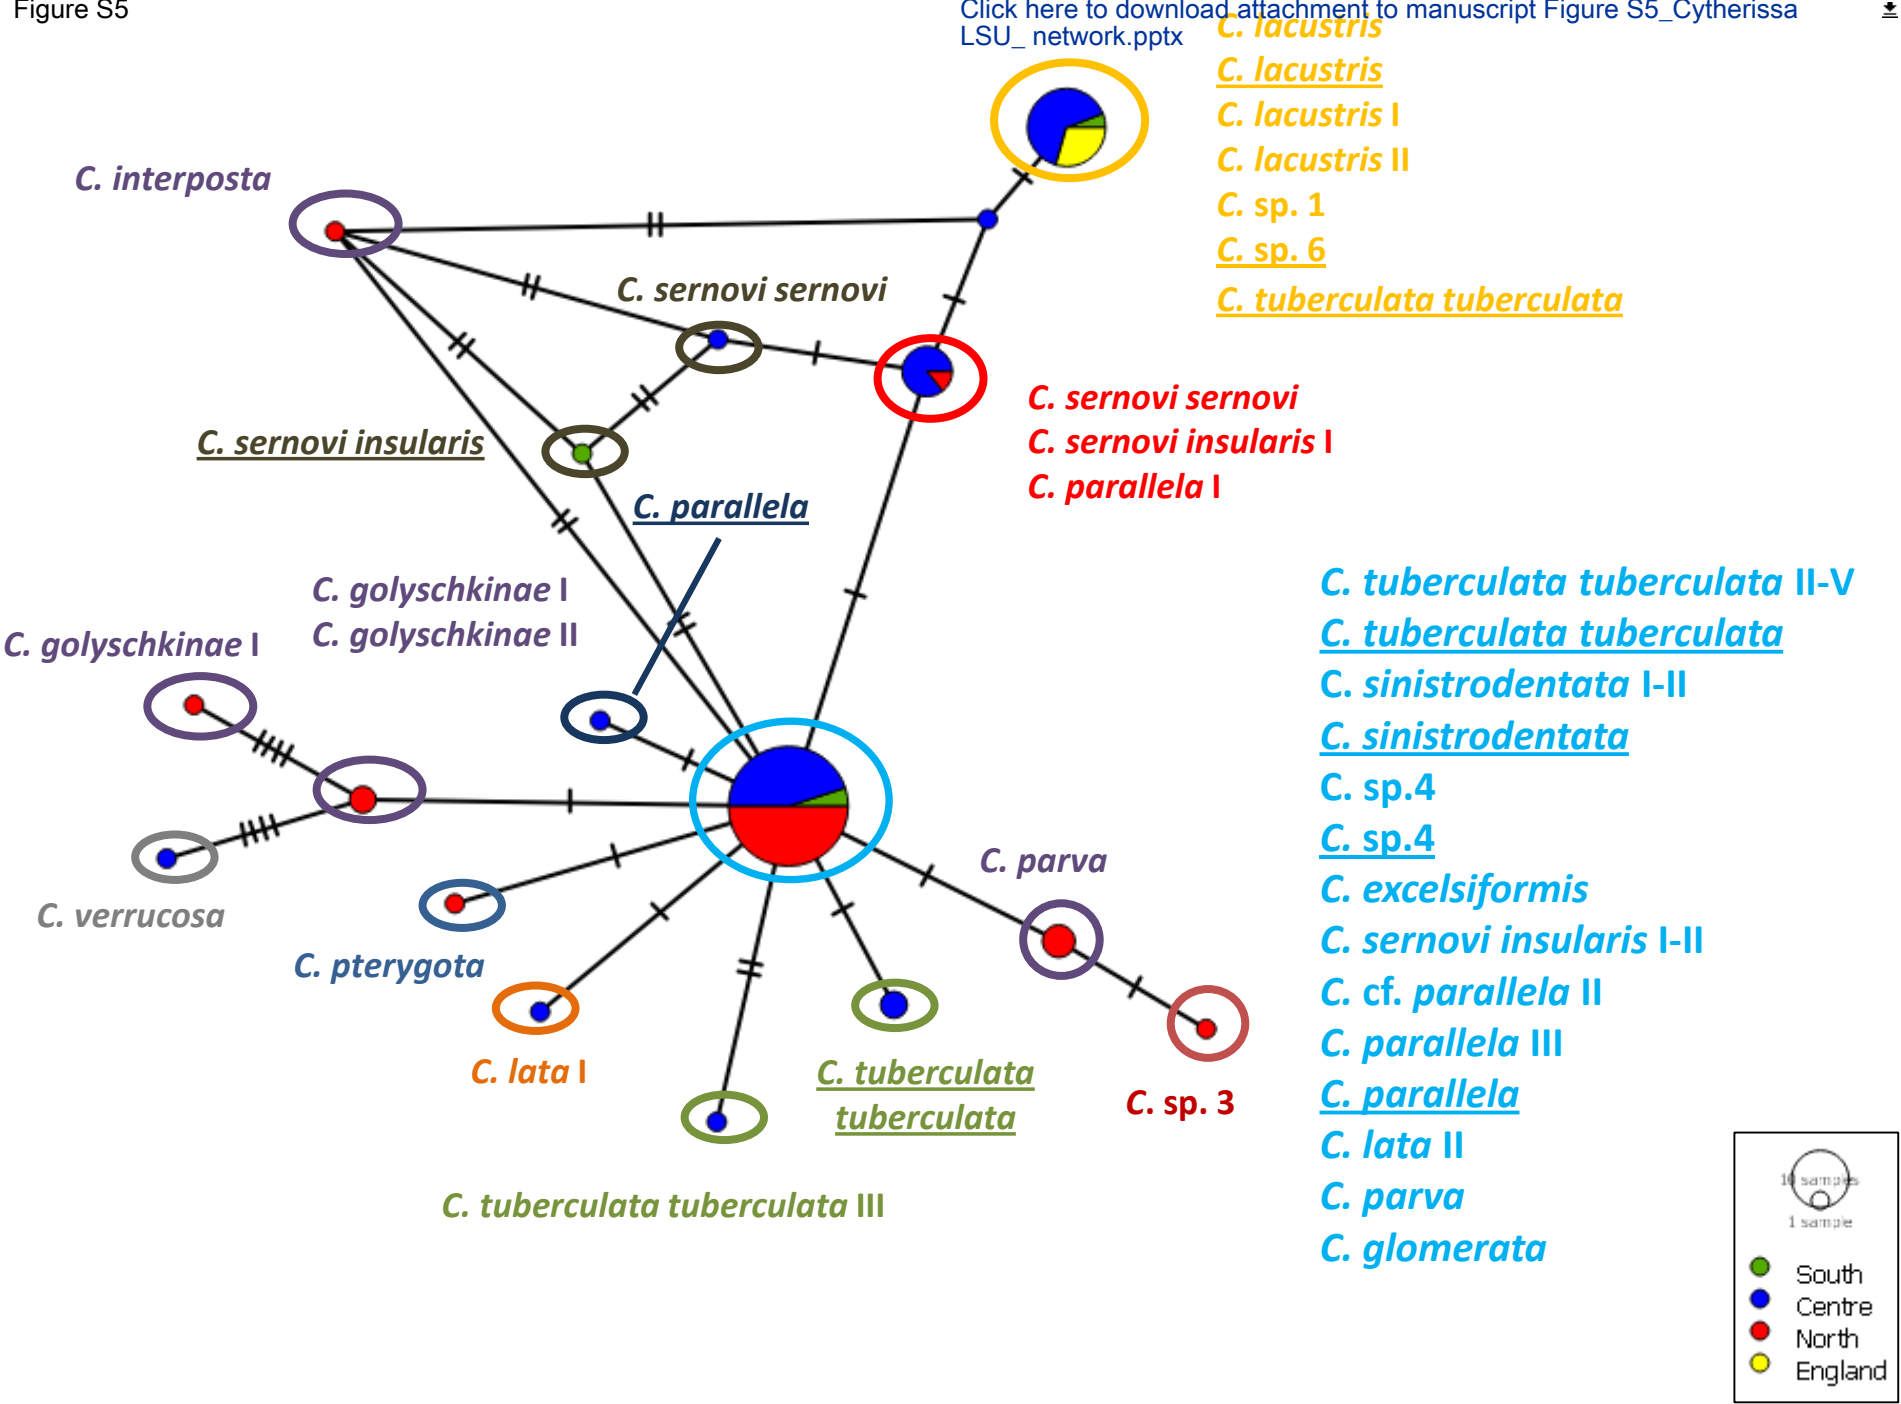 Figure S5
Click here to download attachment to manuscript Figure S5_Cytherissa
LSU_ network.pptx
C. lacustris
C. lacustris
C. lacustris I
C. lacustris II
C. sp. 1
C. sp. 6
C. tuberculata tuberculata
C. interposta
C. sernovi sernovi
C. sernovi insularis
C. sernovi sernovi
C. sernovi insularis I
C. parallela I
C. parallela
C. golyschkinae I
C. golyschkinae II
C. golyschkinae I
C. verrucosa
C. pterygota
C. lata I
C. tuberculata tuberculata III
C. tuberculata
tuberculata
C. parva
C. sp. 3
C. tuberculata tuberculata II-V
C. tuberculata tuberculata
C. sinistrodentata I-II
C. sinistrodentata
C. sp.4
C. sp.4
C. excelsiformis
C. sernovi insularis I-II
C. cf. parallela II
C. parallela III
C. parallela
C. lata II
C. parva
C. glomerata
10 samples
1 sample
South
Centre
North
England